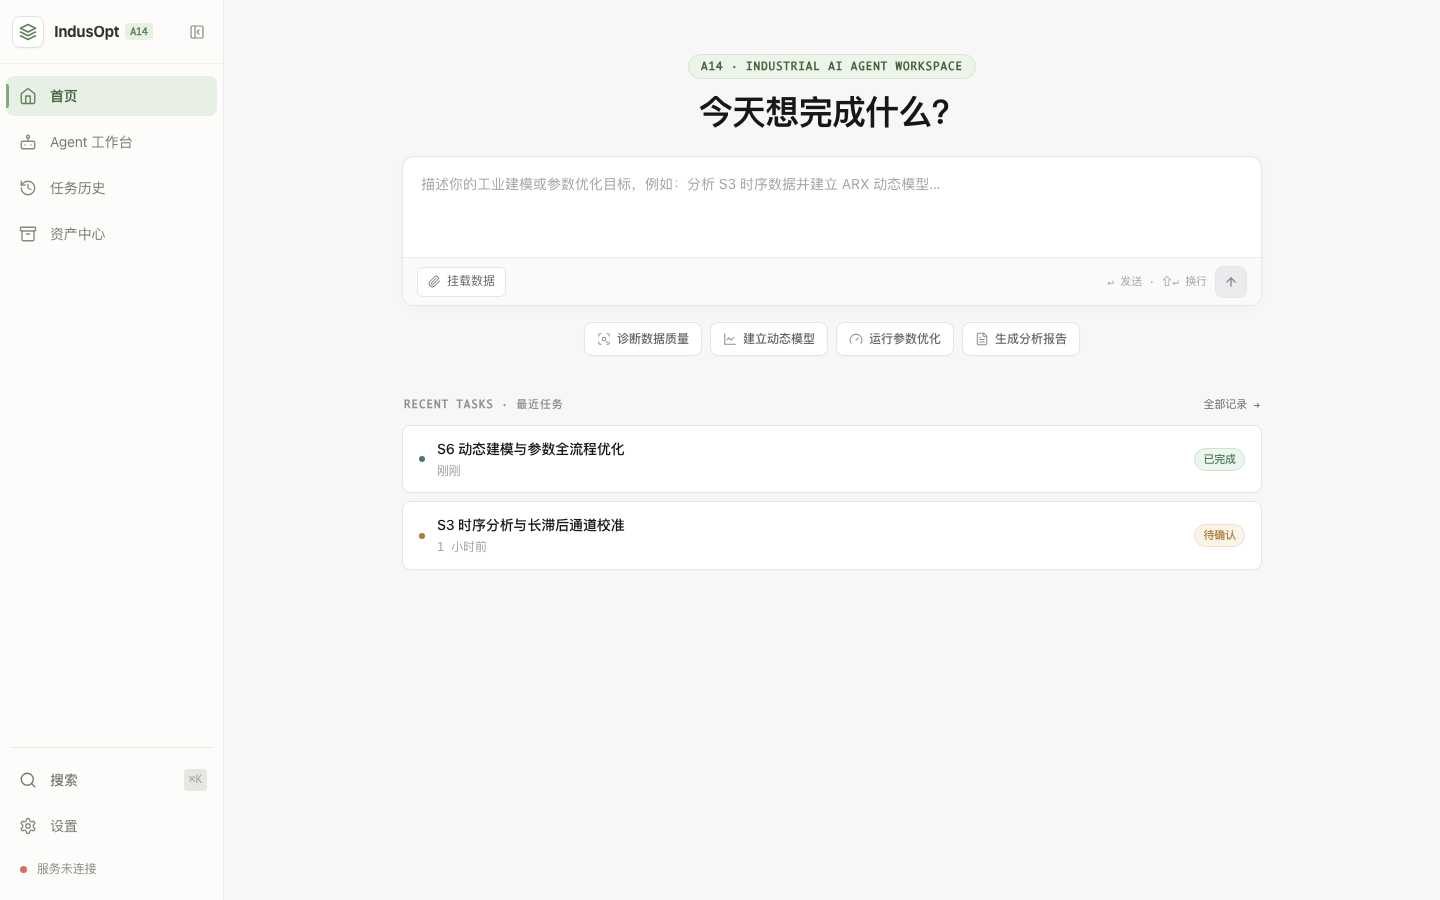 IndusOpt A14
首页
Agent 工作台
任务历史
资产中心
搜索 ⌘K
设置
服务未连接
A14 · INDUSTRIAL AI AGENT WORKSPACE
今天想完成什么?
描述你的工业建模或参数优化目标，例如：分析 S3 时序数据并建立 ARX 动态模型...
挂载数据
↵ 发送 · ⇧↵ 换行
诊断数据质量
建立动态模型
运行参数优化
生成分析报告
RECENT TASKS · 最近任务
全部记录 →
S6 动态建模与参数全流程优化
刚刚
已完成
S3 时序分析与长滞后通道校准
1 小时前
待确认